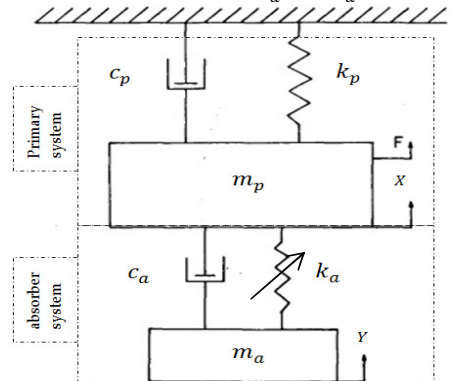 c_p
k_p
Primary
system
F
X
m_p
c_a
k_a
absorber
system
Y
m_a